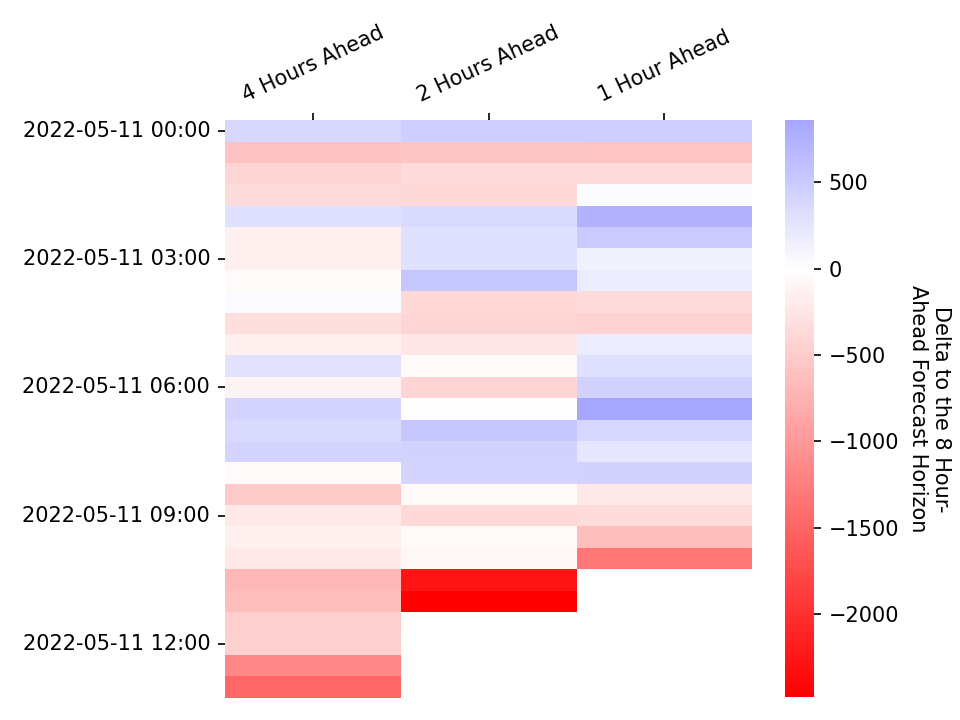 4 Hours Ahead
2 Hours Ahead
1 Hour Ahead
2022-05-11 00:00
2022-05-11 03:00
2022-05-11 06:00
2022-05-11 09:00
2022-05-11 12:00
500
0
−500
−1000
−1500
−2000
Delta to the 8 Hour-
Ahead Forecast Horizon